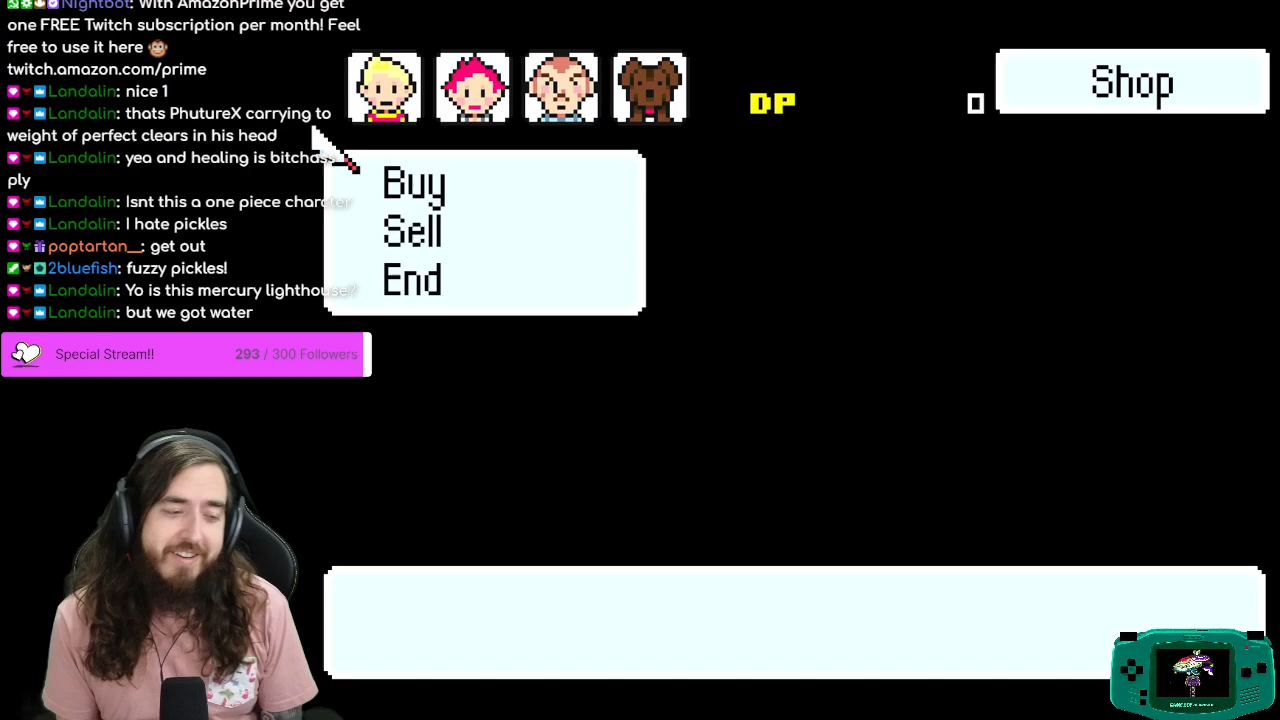 Nightbot: With AmazonPrime you get
one FREE Twitch subscription per month! Feel
free to use it here
twitch.amazon.com/prime
Landalin: nice 1
Landalin: thats PhutureX carrying to
weight of perfect clears in his head
Landalin: yea and healing is bitchass
ply
Landalin: Isnt this a one piece charcter
Landalin: I hate pickles
poptartan__: get out
2bluefish: fuzzy pickles!
Landalin: Yo is this mercury lighthouse?
Landalin: but we got water
Special Stream!! 293 / 300 Followers
DP 0
Shop
Buy
Sell
End